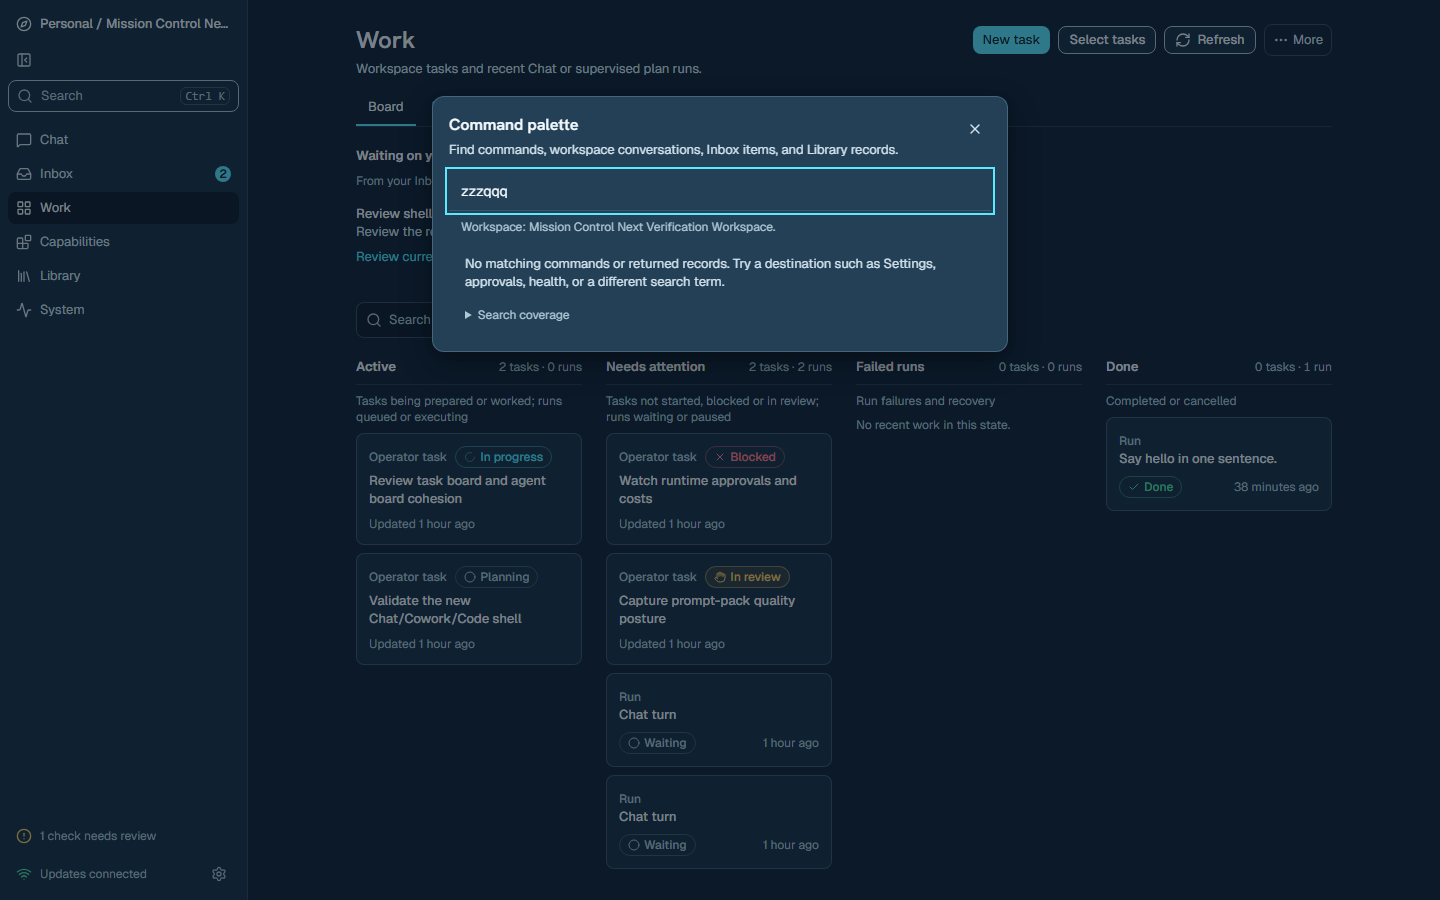 Personal / Mission Control Ne...
Search
Ctrl K
Chat
Inbox
2
Work
Capabilities
Library
System
1 check needs review
Updates connected
Work
Workspace tasks and recent Chat or supervised plan runs.
New task
Select tasks
Refresh
More
Board
Waiting on y
From your Inb
Review shell
Review the r
Review curre
Search
Command palette
Find commands, workspace conversations, Inbox items, and Library records.
zzzqqq
Workspace: Mission Control Next Verification Workspace.
No matching commands or returned records. Try a destination such as Settings,
approvals, health, or a different search term.
Search coverage
Active
2 tasks · 0 runs
Tasks being prepared or worked; runs
queued or executing
Operator task
In progress
Review task board and agent
board cohesion
Updated 1 hour ago
Operator task
Planning
Validate the new
Chat/Cowork/Code shell
Updated 1 hour ago
Needs attention
2 tasks · 2 runs
Tasks not started, blocked or in review;
runs waiting or paused
Operator task
Blocked
Watch runtime approvals and
costs
Updated 1 hour ago
Operator task
In review
Capture prompt-pack quality
posture
Updated 1 hour ago
Run
Chat turn
Waiting
1 hour ago
Run
Chat turn
Waiting
1 hour ago
Failed runs
0 tasks · 0 runs
Run failures and recovery
No recent work in this state.
Done
0 tasks · 1 run
Completed or cancelled
Run
Say hello in one sentence.
Done
38 minutes ago